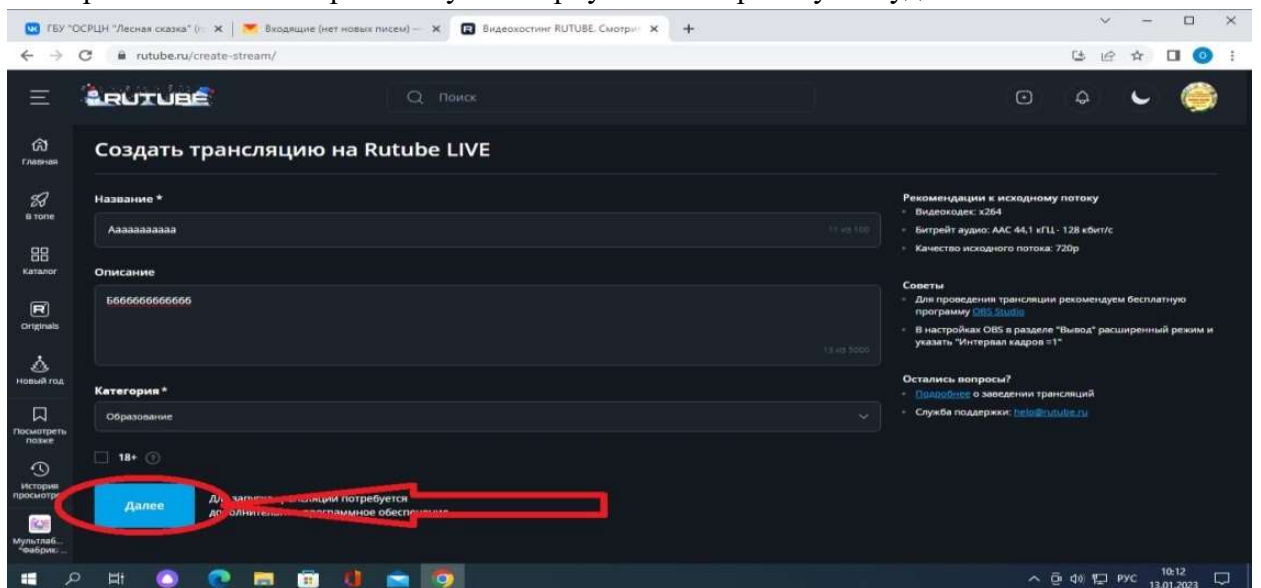 ГБУ "ОСРЦН "Лесная сказка" (г.
Входящие (нет новых писем) —
Видеохостинг RUTUBE. Смотри
rutube.ru/create-stream/
RUTUBE
Поиск
Главная
В топе
Каталог
Originals
Новый год
Посмотреть
позже
История
просмотр
Мультлаб...
"Фабрик: ...
Создать трансляцию на Rutube LIVE
Название *
Ааааааааааа
11 из 100
Описание
Ббббббббббббб
13 из 5000
Категория *
Образование
18+
Далее
Для запуска трансляции потребуется
дополнительное программное обеспечение
Рекомендации к исходному потоку
Видеокодек: x264
Битрейт аудио: AAC 44,1 кГЦ - 128 кбит/с
Качество исходного потока: 720p
Советы
Для проведения трансляции рекомендуем бесплатную
программу OBS Studio
В настройках OBS в разделе "Вывод" расширенный режим и
указать "Интервал кадров =1"
Остались вопросы?
Подробнее о заведении трансляций
Служба поддержки: help@rutube.ru
РУС
10:12
13.01.2023